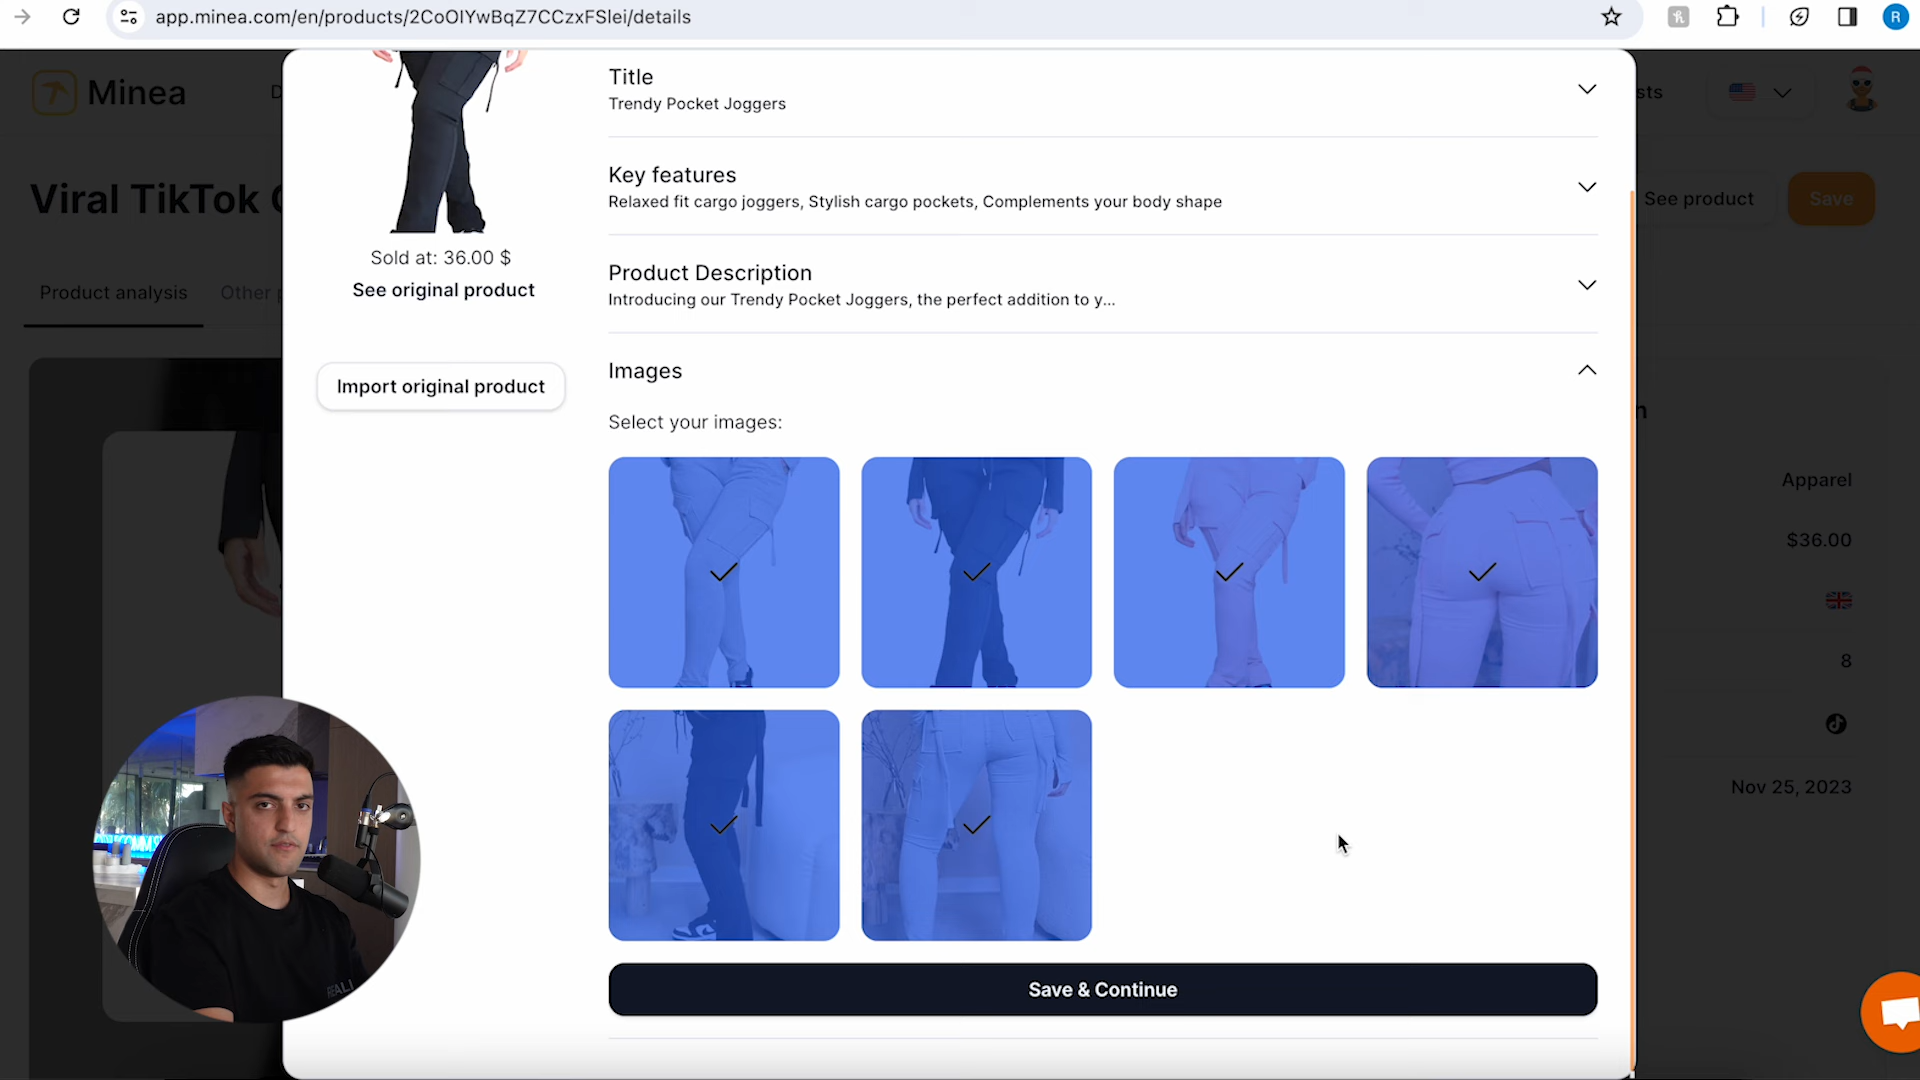 app.minea.com/en/products/2CoOIYwBqZ7CCzxFSlei/details
R
Minea
D
sts
Viral TikTok C
See product
Save
Product analysis
Other p
Title
Trendy Pocket Joggers
Key features
Relaxed fit cargo joggers, Stylish cargo pockets, Complements your body shape
Sold at: 36.00 $
See original product
Product Description
Introducing our Trendy Pocket Joggers, the perfect addition to y...
Import original product
Images
Select your images:
n
Apparel
$36.00
8
Nov 25, 2023
REALI
Save & Continue